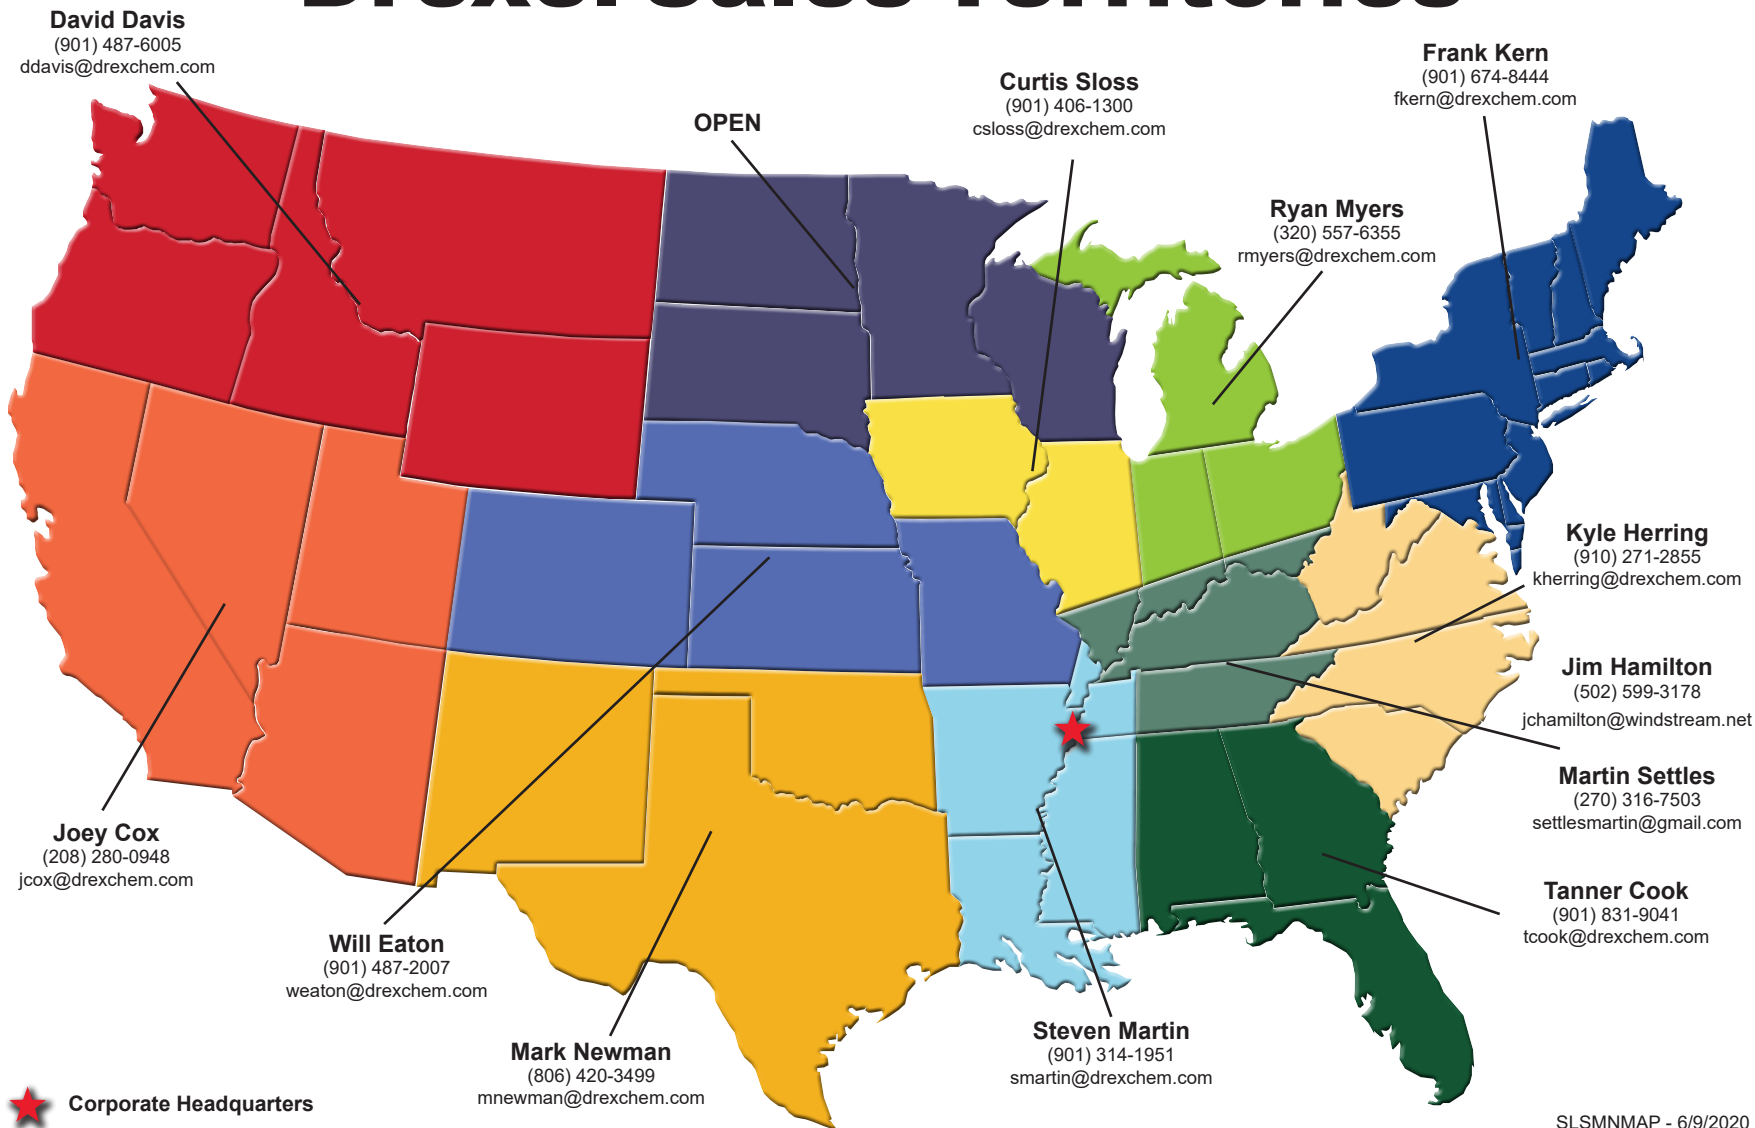 Drexel Sales Territories
David Davis
(901) 487-6005
ddavis@drexchem.com
OPEN
Curtis Sloss
(901) 406-1300
csloss@drexchem.com
Frank Kern
(901) 674-8444
fkern@drexchem.com
Ryan Myers
(320) 557-6355
rmyers@drexchem.com
Kyle Herring
(910) 271-2855
kherring@drexchem.com
Jim Hamilton
(502) 599-3178
jchamilton@windstream.net
Martin Settles
(270) 316-7503
settlesmartin@gmail.com
Tanner Cook
(901) 831-9041
tcook@drexchem.com
Joey Cox
(208) 280-0948
jcox@drexchem.com
Will Eaton
(901) 487-2007
weaton@drexchem.com
Mark Newman
(806) 420-3499
mnewman@drexchem.com
Steven Martin
(901) 314-1951
smartin@drexchem.com
Corporate Headquarters
SLSMNMAP - 6/9/2020